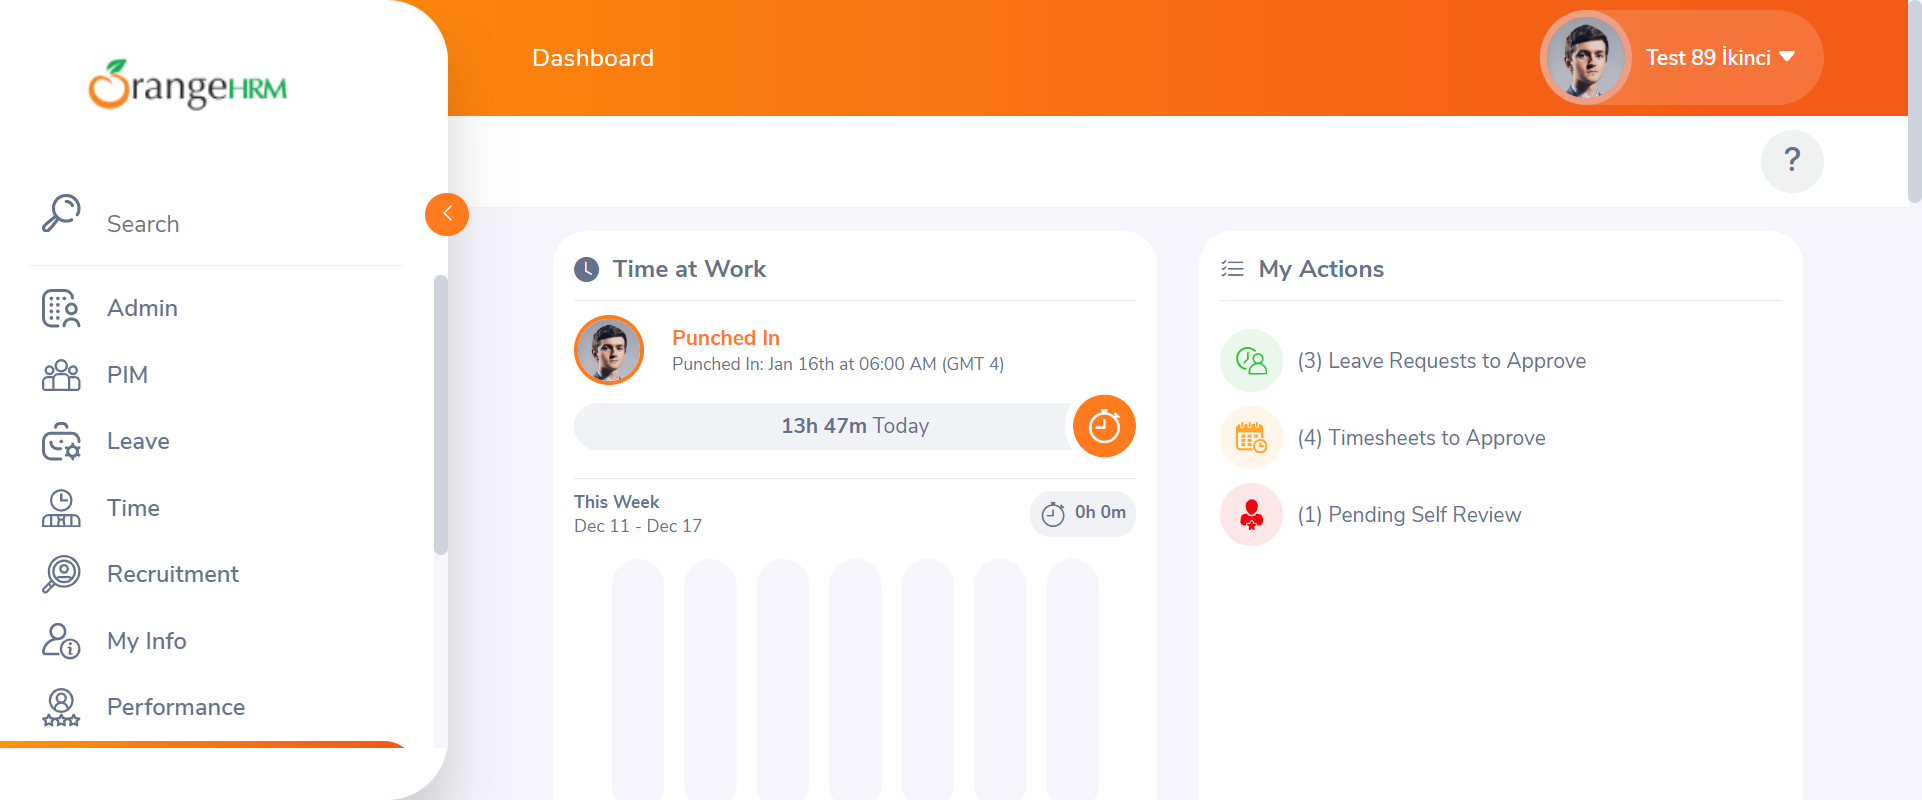 OrangeHRM
Dashboard
Test 89 İkinci
?
Search
Admin
PIM
Leave
Time
Recruitment
My Info
Performance
Time at Work
Punched In
Punched In: Jan 16th at 06:00 AM (GMT 4)
13h 47m Today
This Week
Dec 11 - Dec 17
0h 0m
My Actions
(3) Leave Requests to Approve
(4) Timesheets to Approve
(1) Pending Self Review